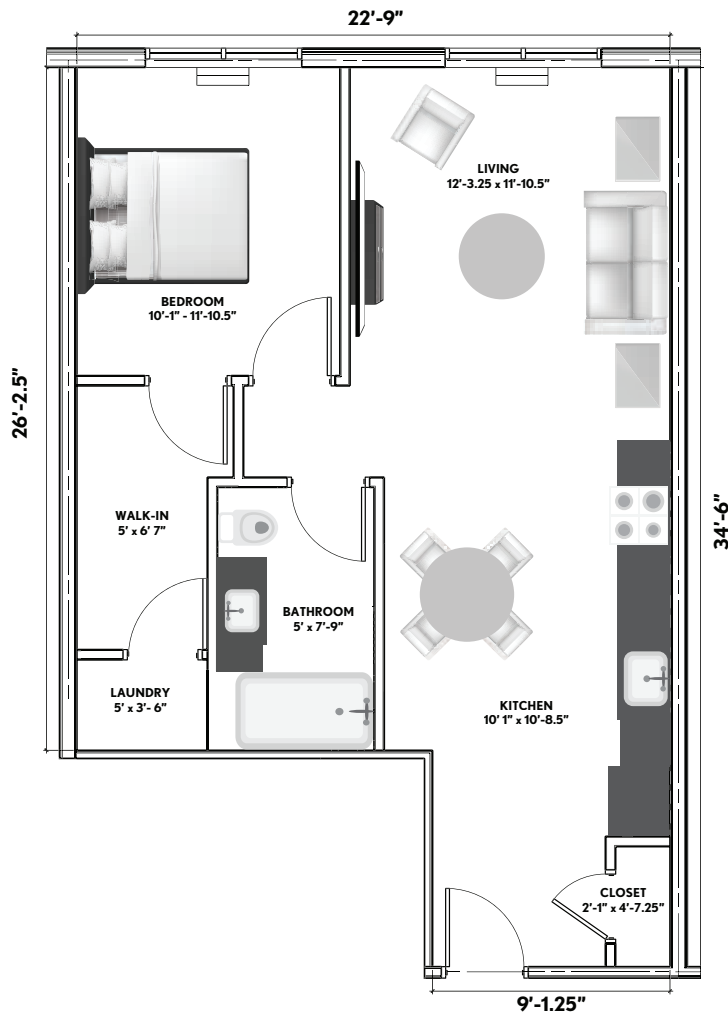 22'-9"
LIVING
12'-3.25 x 11'-10.5"
BEDROOM
10'-1" - 11'-10.5"
26'-2.5"
34'-6"
WALK-IN
5' x 6' 7"
BATHROOM
5' x 7'-9"
LAUNDRY
5' x 3'- 6"
KITCHEN
10' 1" x 10'-8.5"
CLOSET
2'-1" x 4'-7.25"
9'-1.25"